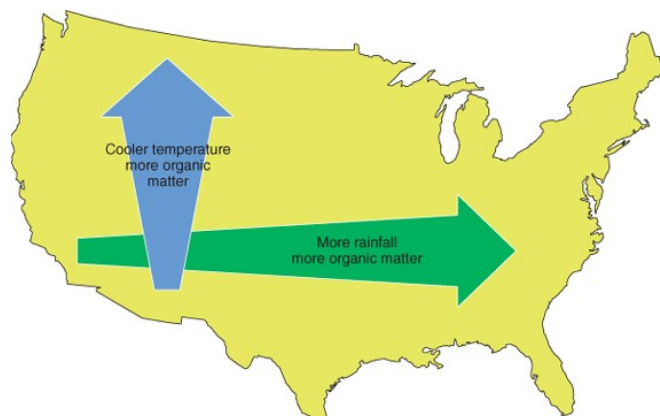 Cooler temperature
more organic
matter
More rainfall
more organic matter